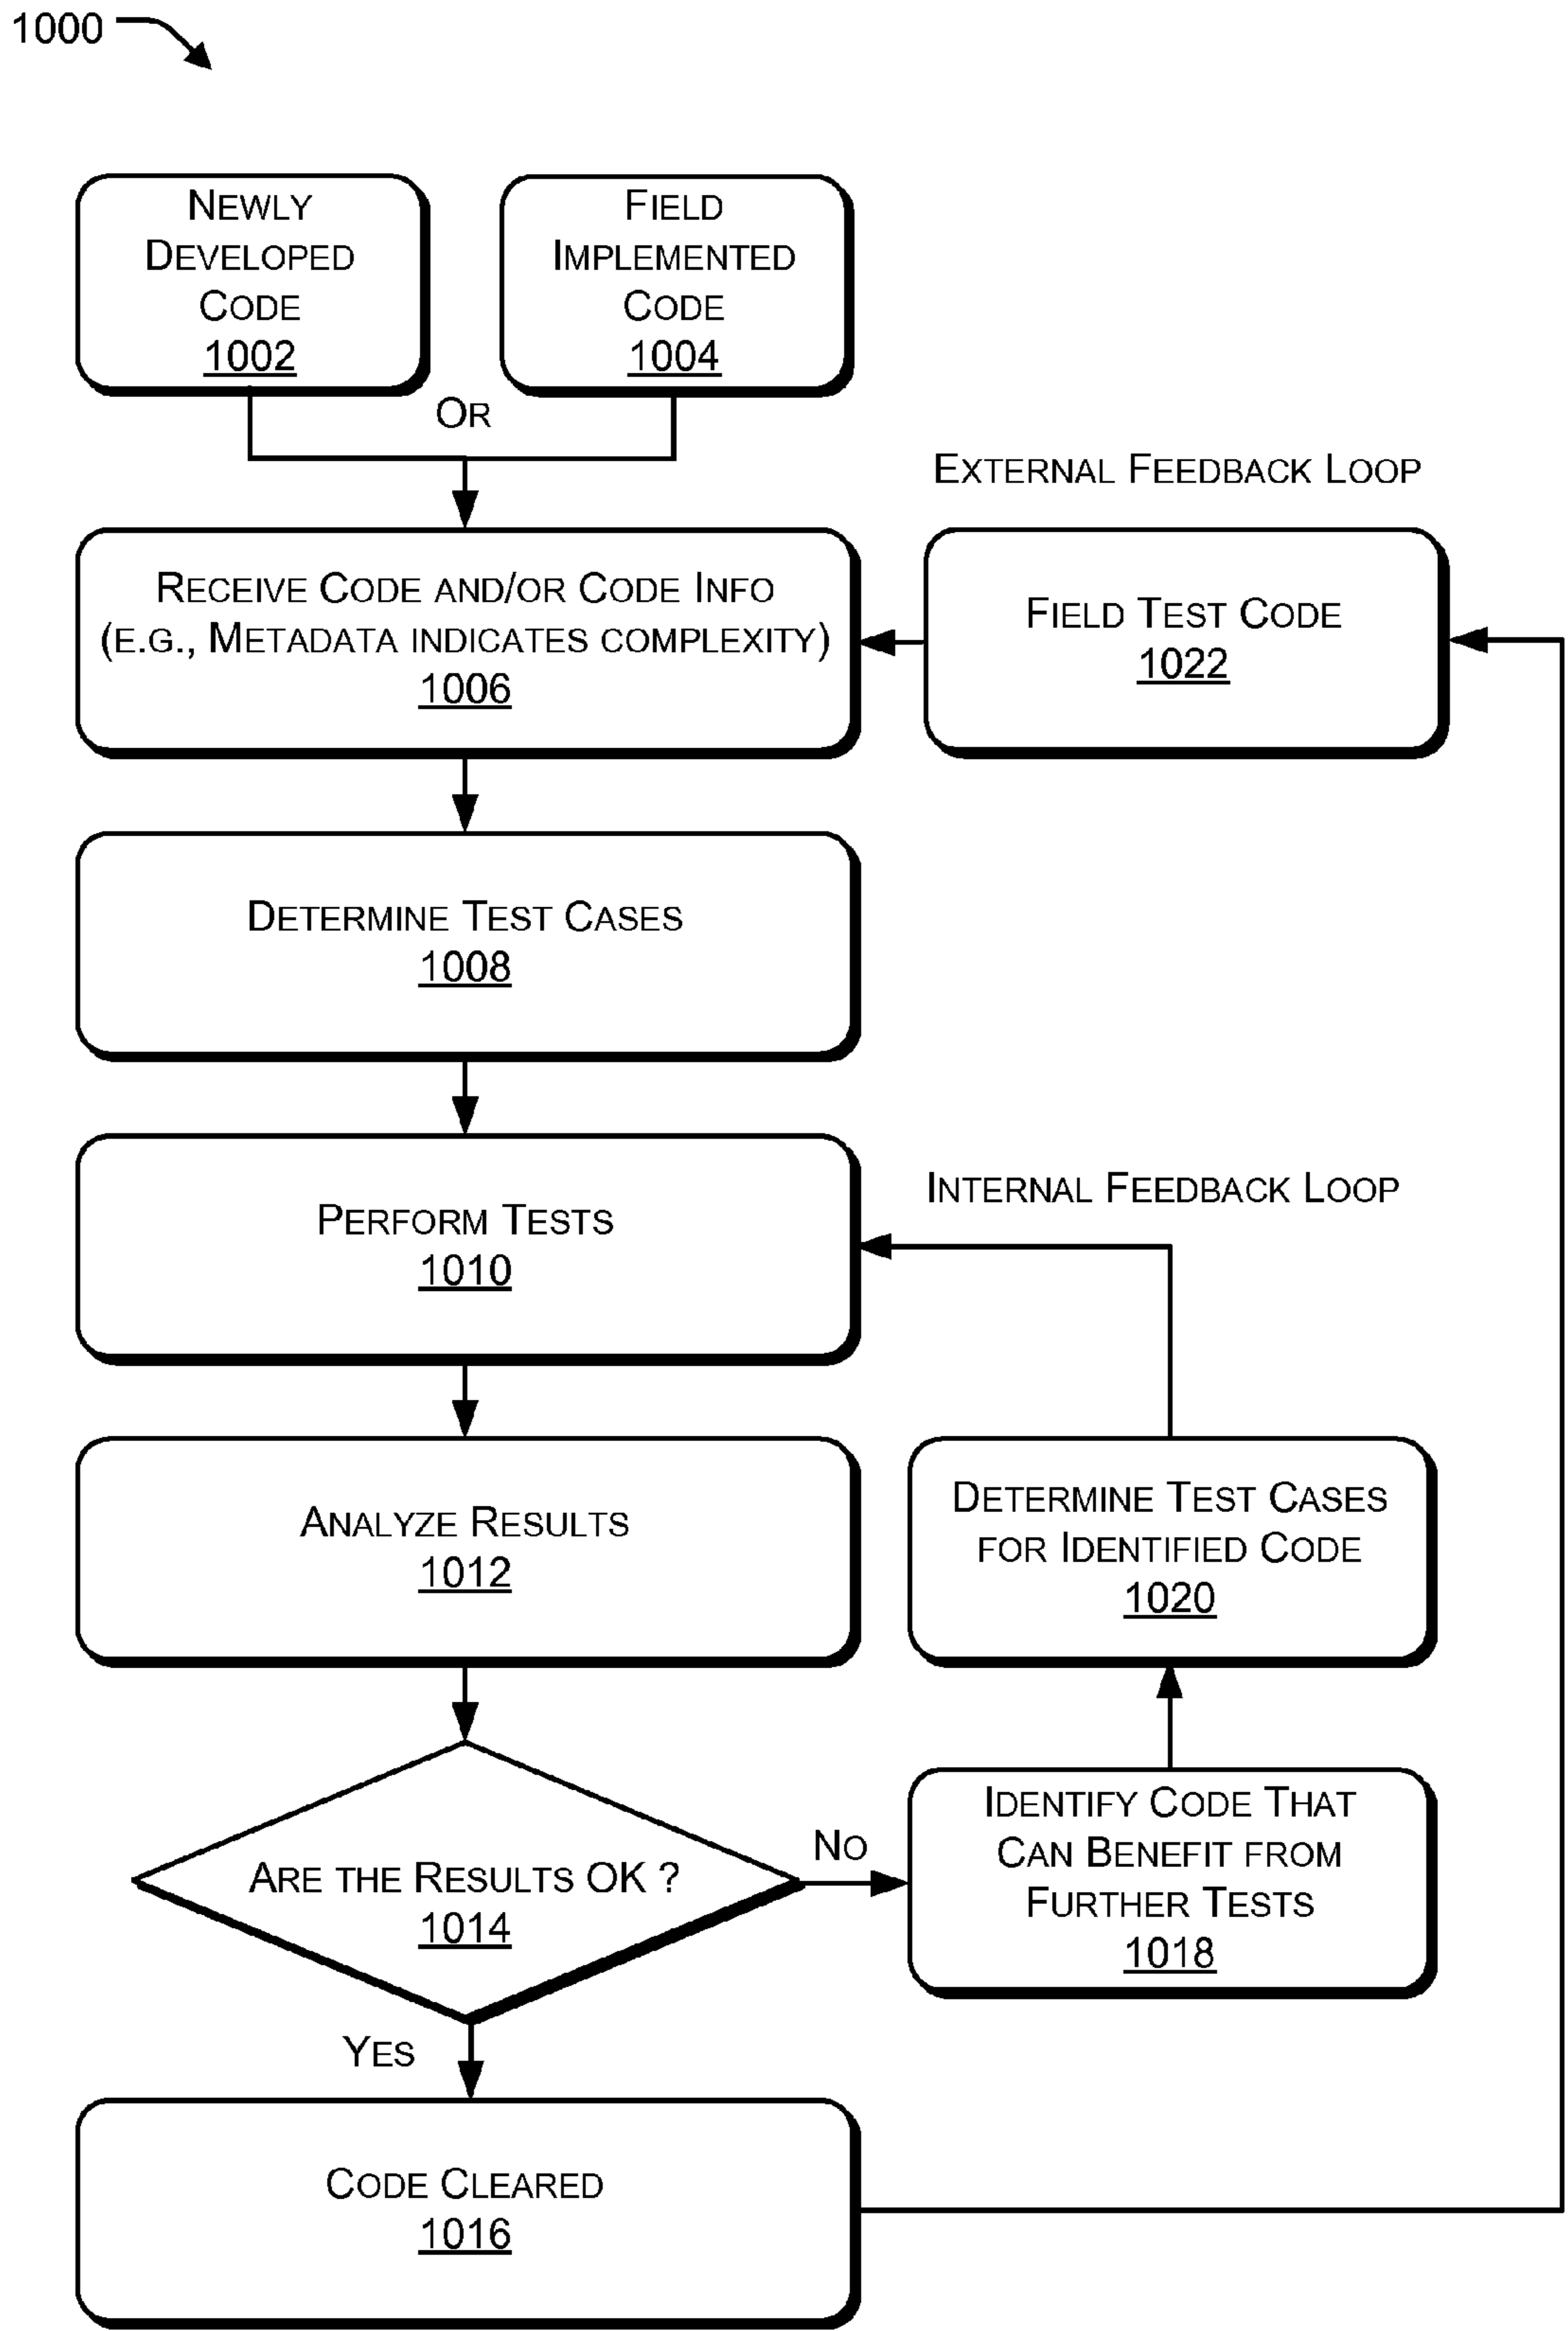 1000
NEWLY
DEVELOPED
CODE
1002
FIELD
IMPLEMENTED
CODE
1004
OR
EXTERNAL FEEDBACK LOOP
RECEIVE CODE AND/OR CODE INFO
(E.G., METADATA INDICATES COMPLEXITY)
1006
FIELD TEST CODE
1022
DETERMINE TEST CASES
1008
INTERNAL FEEDBACK LOOP
PERFORM TESTS
1010
ANALYZE RESULTS
1012
DETERMINE TEST CASES
FOR IDENTIFIED CODE
1020
ARE THE RESULTS OK ?
1014
NO
IDENTIFY CODE THAT
CAN BENEFIT FROM
FURTHER TESTS
1018
YES
CODE CLEARED
1016